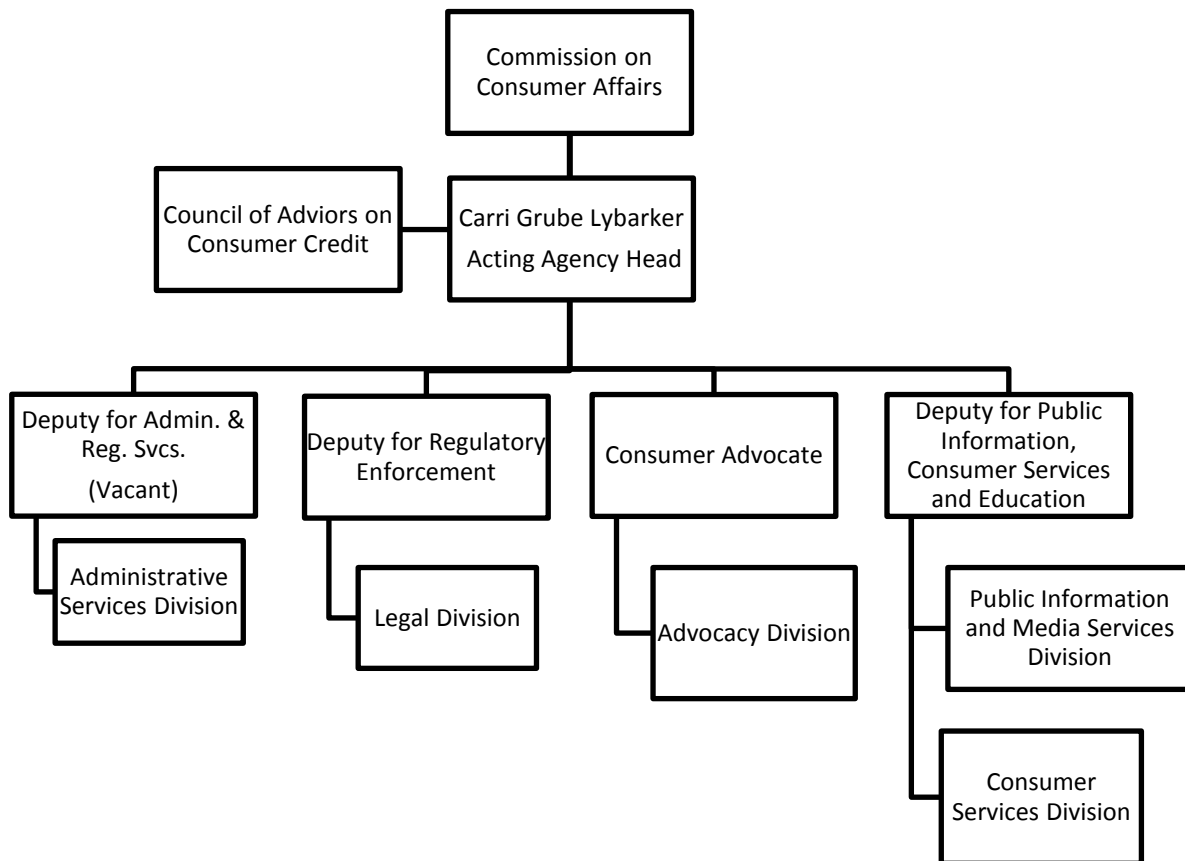 Commission on
Consumer Affairs
Council of Adviors on
Consumer Credit
Carri Grube Lybarker
Acting Agency Head
Deputy for Admin. &
Reg. Svcs.
(Vacant)
Deputy for Regulatory
Enforcement
Consumer Advocate
Deputy for Public
Information,
Consumer Services
and Education
Administrative
Services Division
Legal Division
Advocacy Division
Public Information
and Media Services
Division
Consumer
Services Division